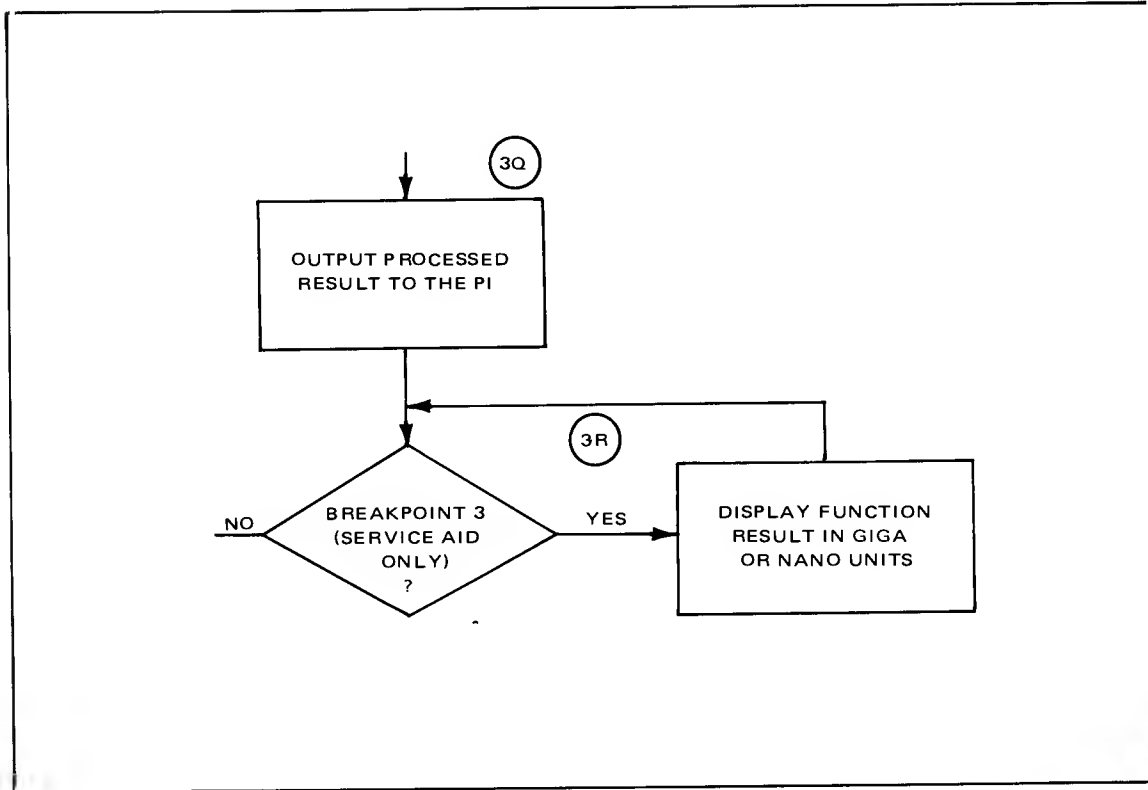 3Q
OUTPUT PROCESSED
RESULT TO THE PI
3R
BREAKPOINT 3
(SERVICE AID
ONLY)
?
NO
YES
DISPLAY FUNCTION
RESULT IN GIGA
OR NANO UNITS